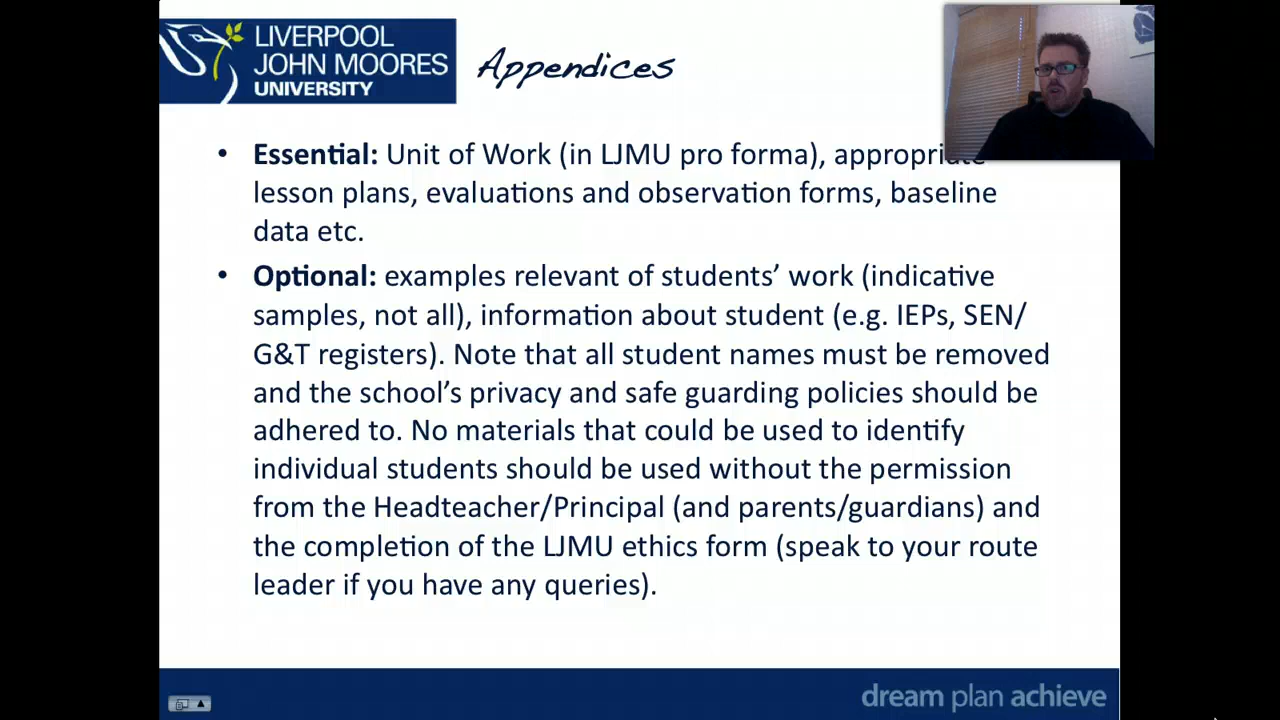 LIVERPOOL
JOHN MOORES
UNIVERSITY
Appendices
• Essential: Unit of Work (in LJMU pro forma), appropriate
lesson plans, evaluations and observation forms, baseline
data etc.
• Optional: examples relevant of students’ work (indicative
samples, not all), information about student (e.g. IEPs, SEN/
G&T registers). Note that all student names must be removed
and the school’s privacy and safe guarding policies should be
adhered to. No materials that could be used to identify
individual students should be used without the permission
from the Headteacher/Principal (and parents/guardians) and
the completion of the LJMU ethics form (speak to your route
leader if you have any queries).
dream plan achieve